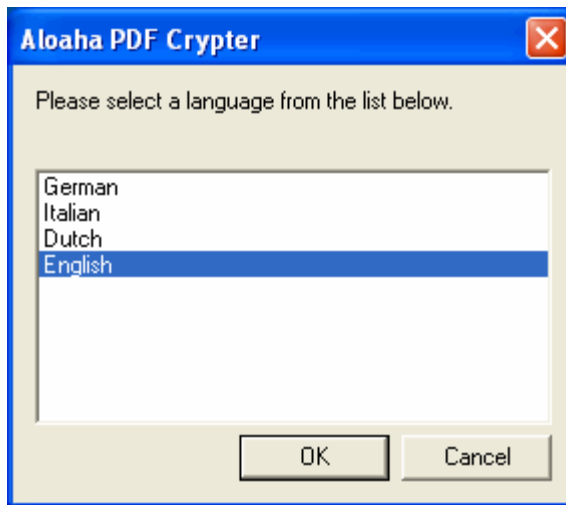 Aloaha PDF Crypter
Please select a language from the list below.
German
Italian
Dutch
English
OK
Cancel